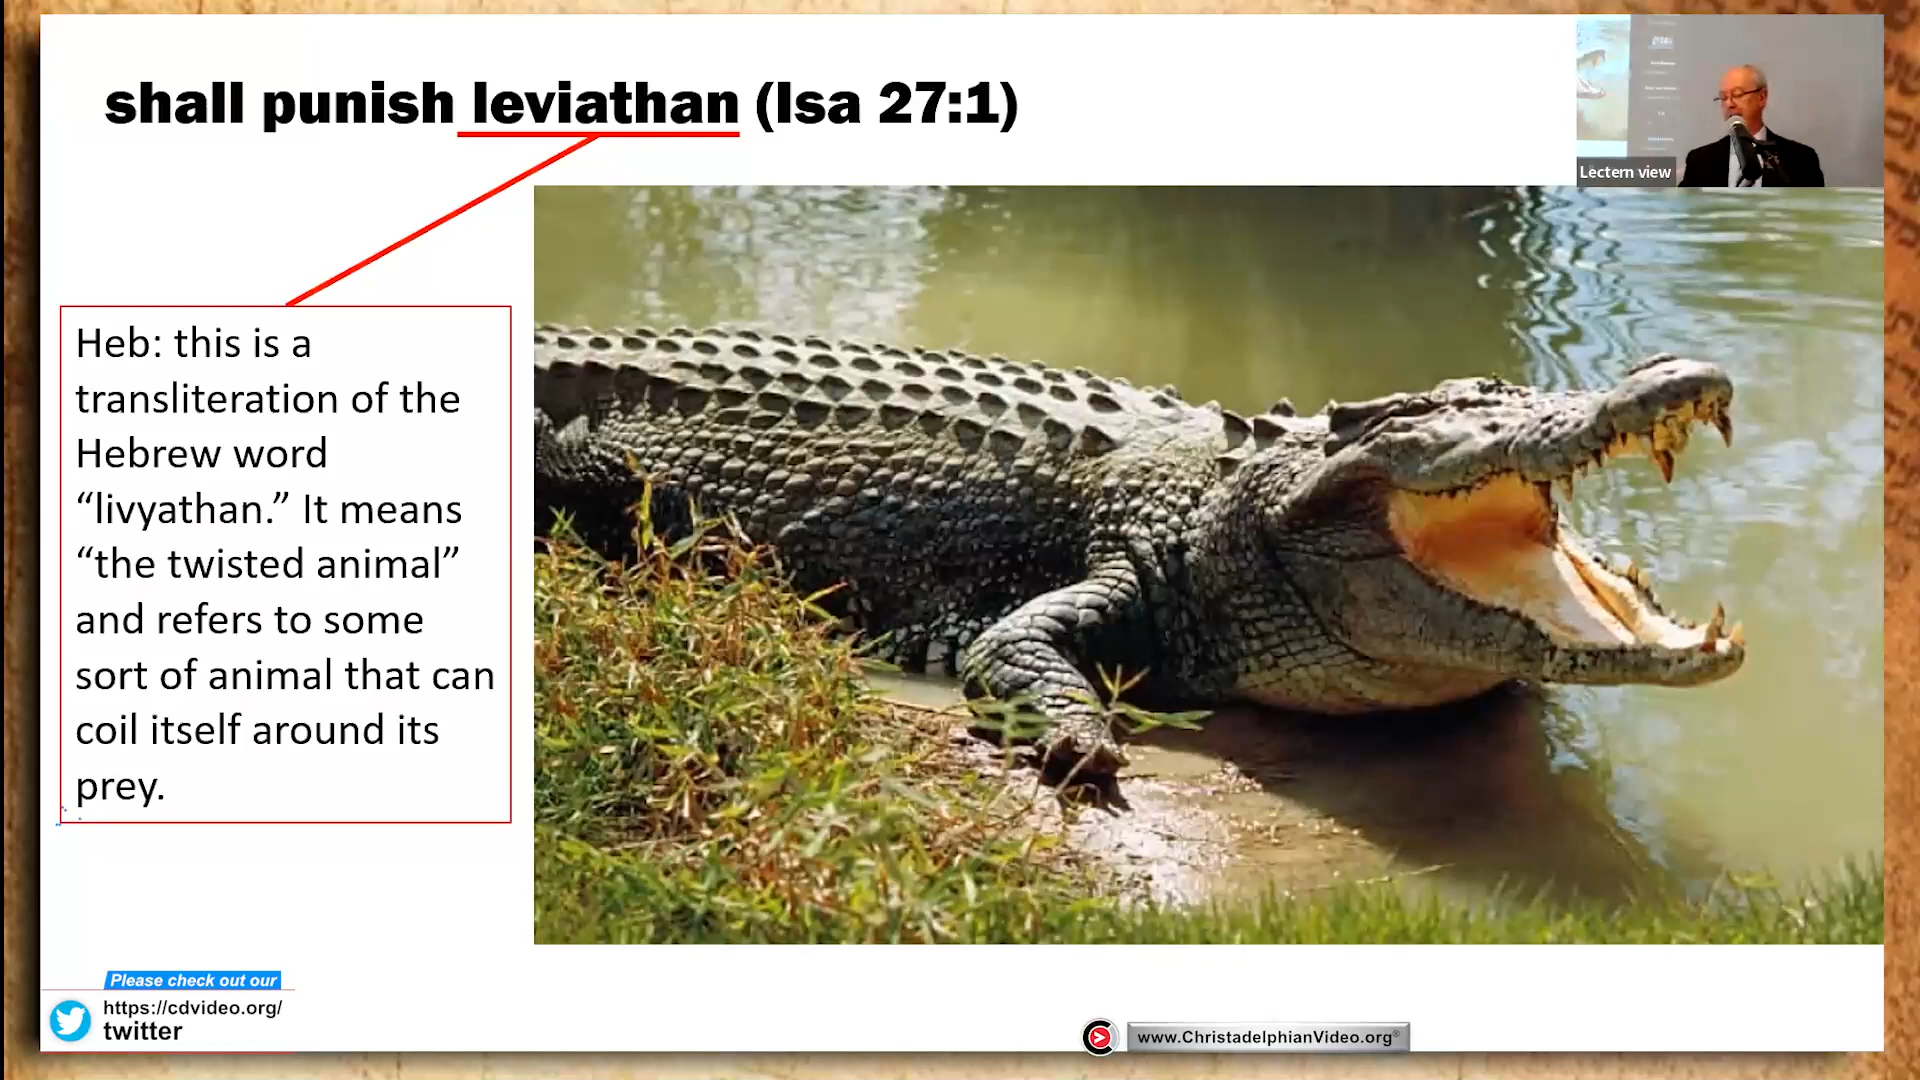 shall punish leviathan (Isa 27:1)
Lectern view
Heb: this is a
transliteration of the
Hebrew word
“livyathan.” It means
“the twisted animal”
and refers to some
sort of animal that can
coil itself around its
prey.
Please check out our
https://cdvideo.org/
twitter
www.ChristadelphianVideo.org®